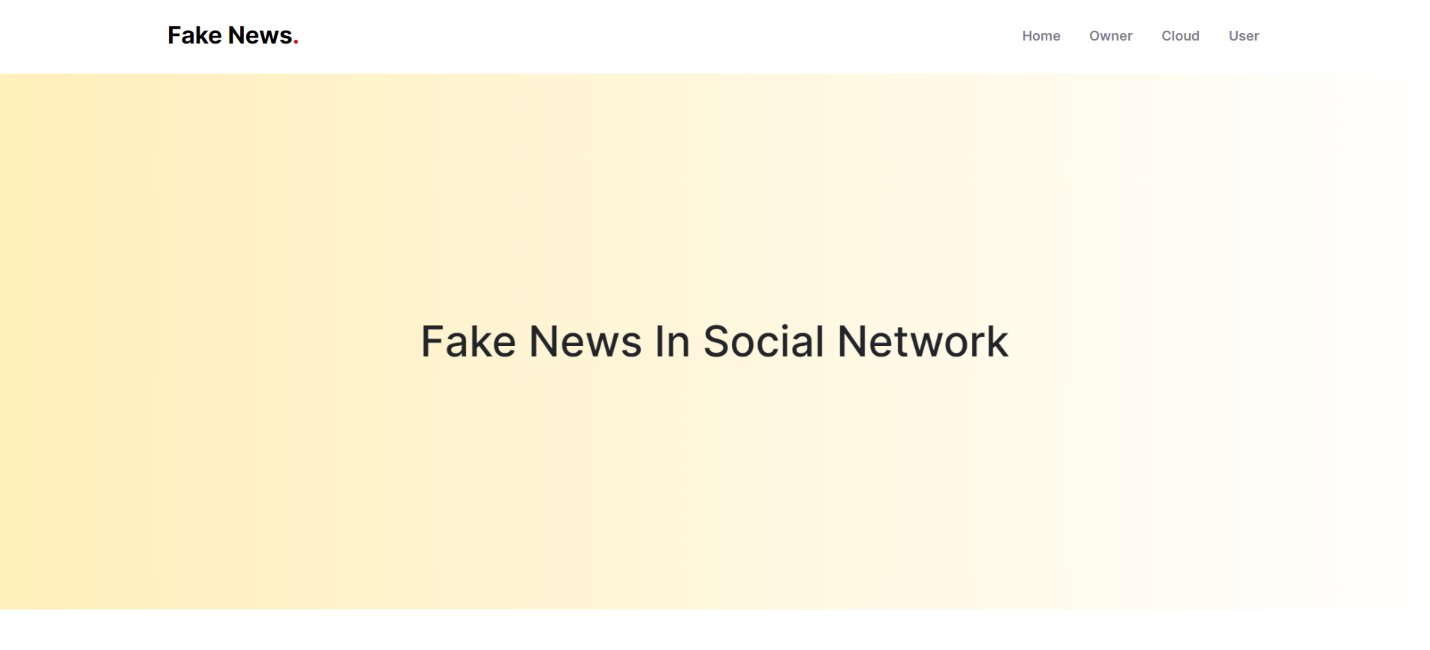 Fake News.
Home Owner Cloud User
Fake News In Social Network